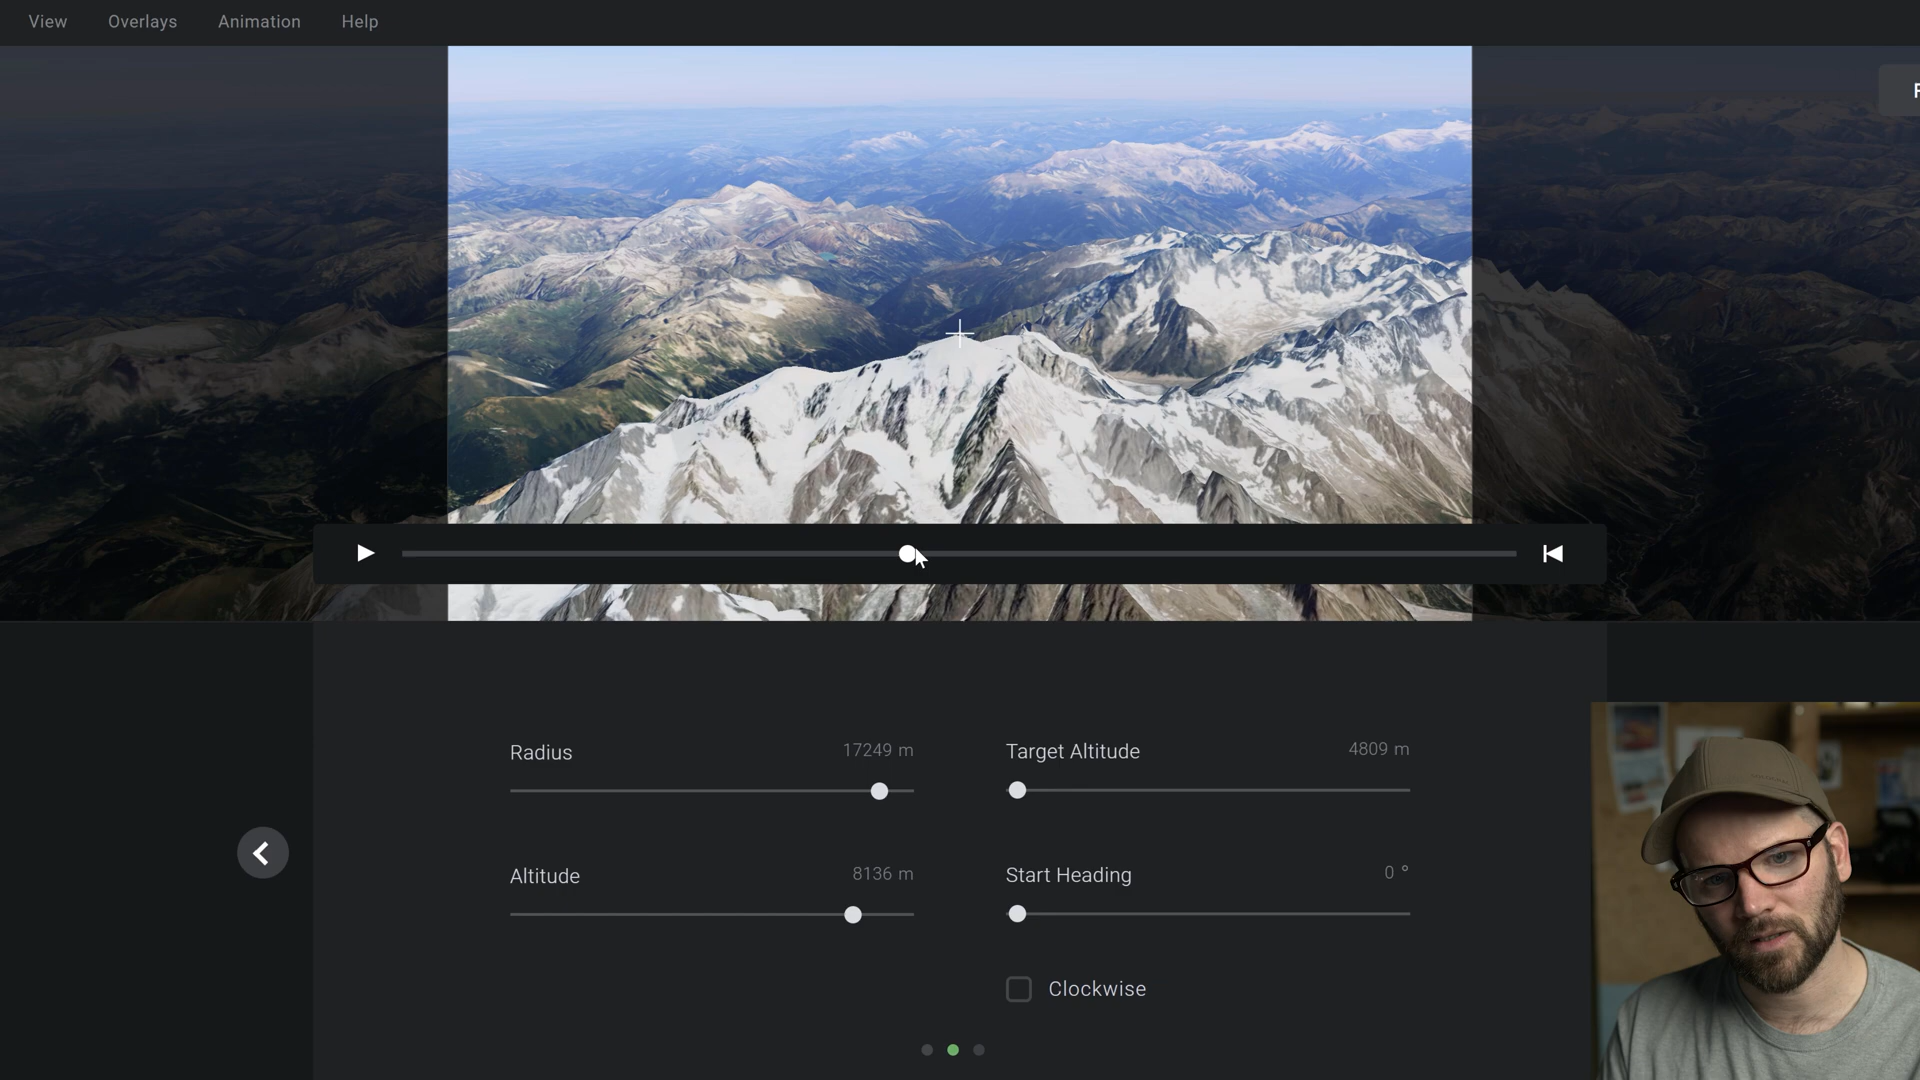 View Overlays Animation Help
Radius 17249 m
Target Altitude 4809 m
Altitude 8136 m
Start Heading 0 °
Clockwise